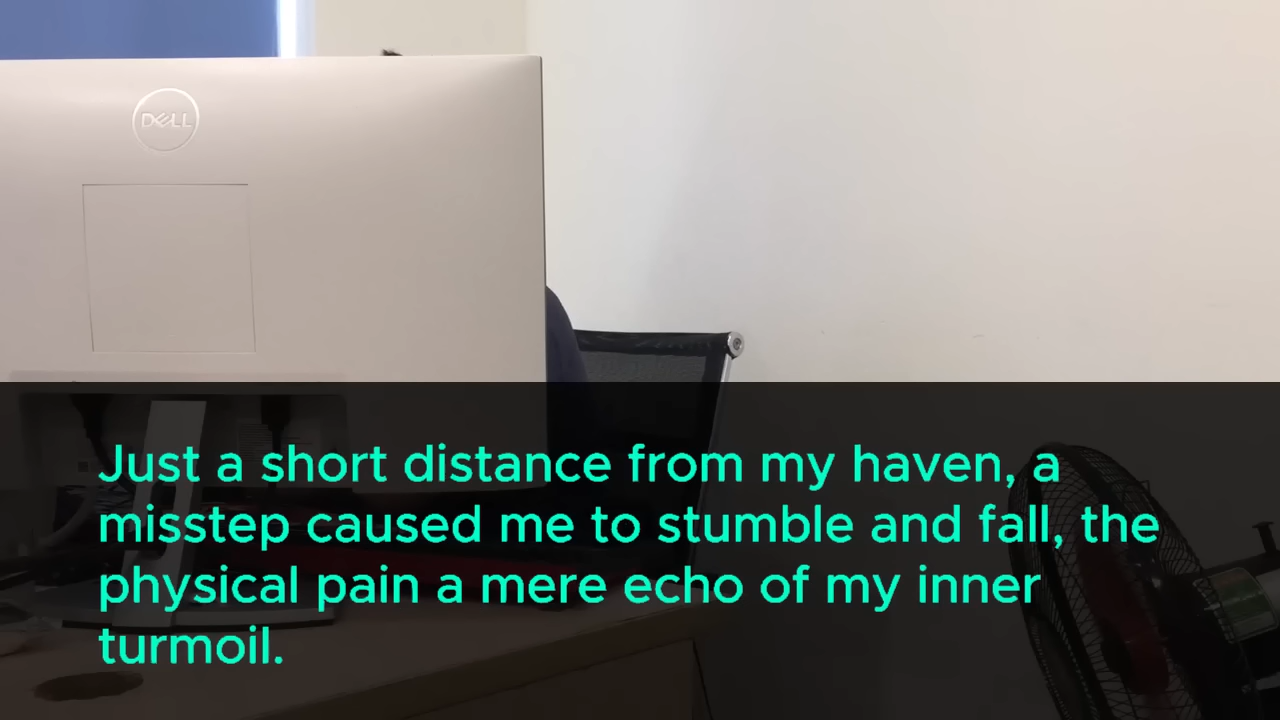 DELL
Just a short distance from my haven, a
misstep caused me to stumble and fall, the
physical pain a mere echo of my inner
turmoil.